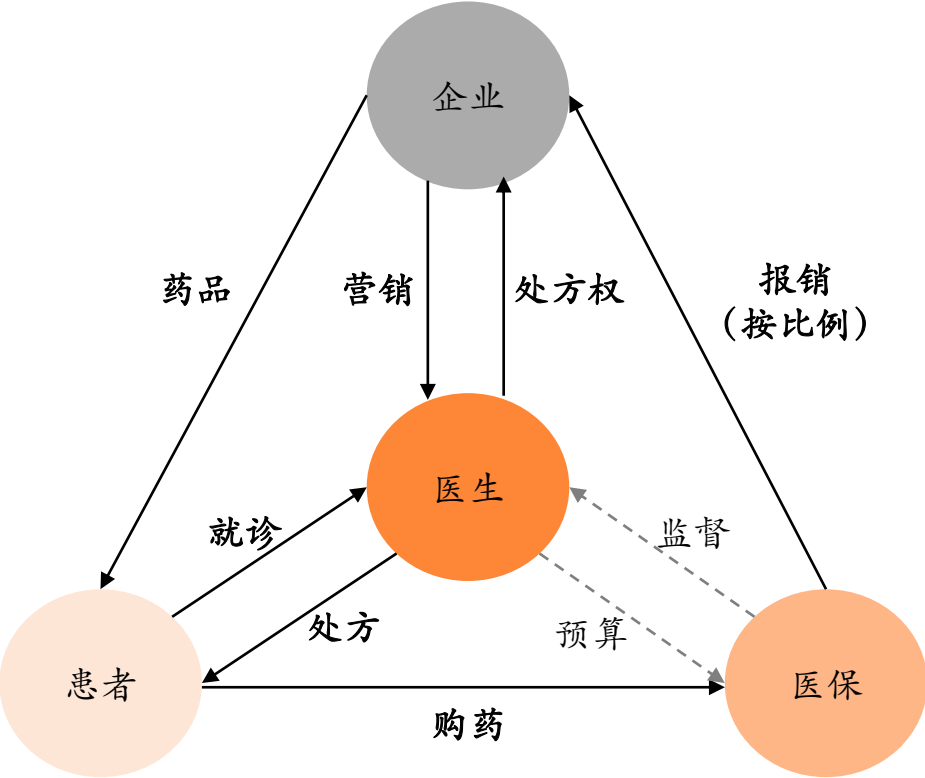 企业
药品
营销
处方权
报销
（按比例）
医生
就诊
监督
处方
预算
患者
医保
购药